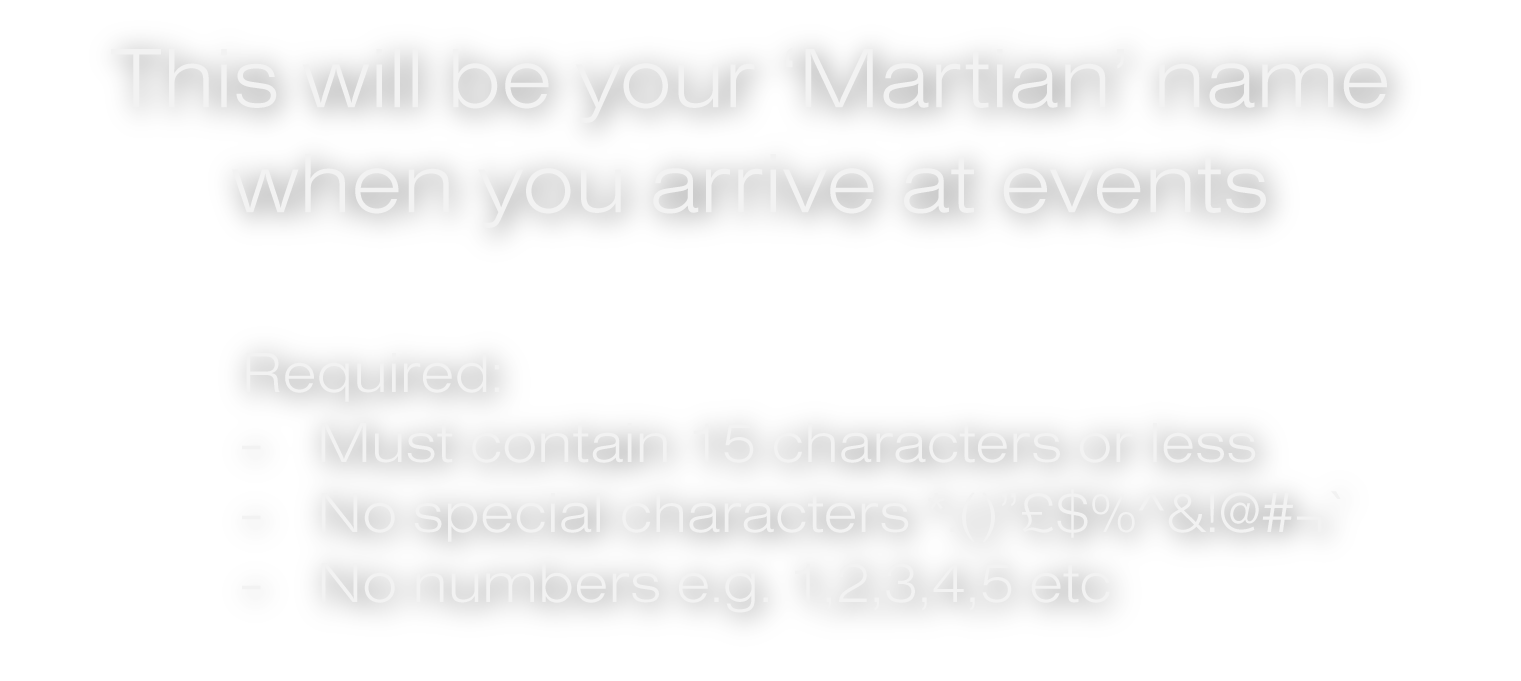 This will be your ‘Martian’ name
when you arrive at events
Required:
- Must contain 15 characters or less
- No special characters
- No numbers e.g. 1,2,3,4,5 etc